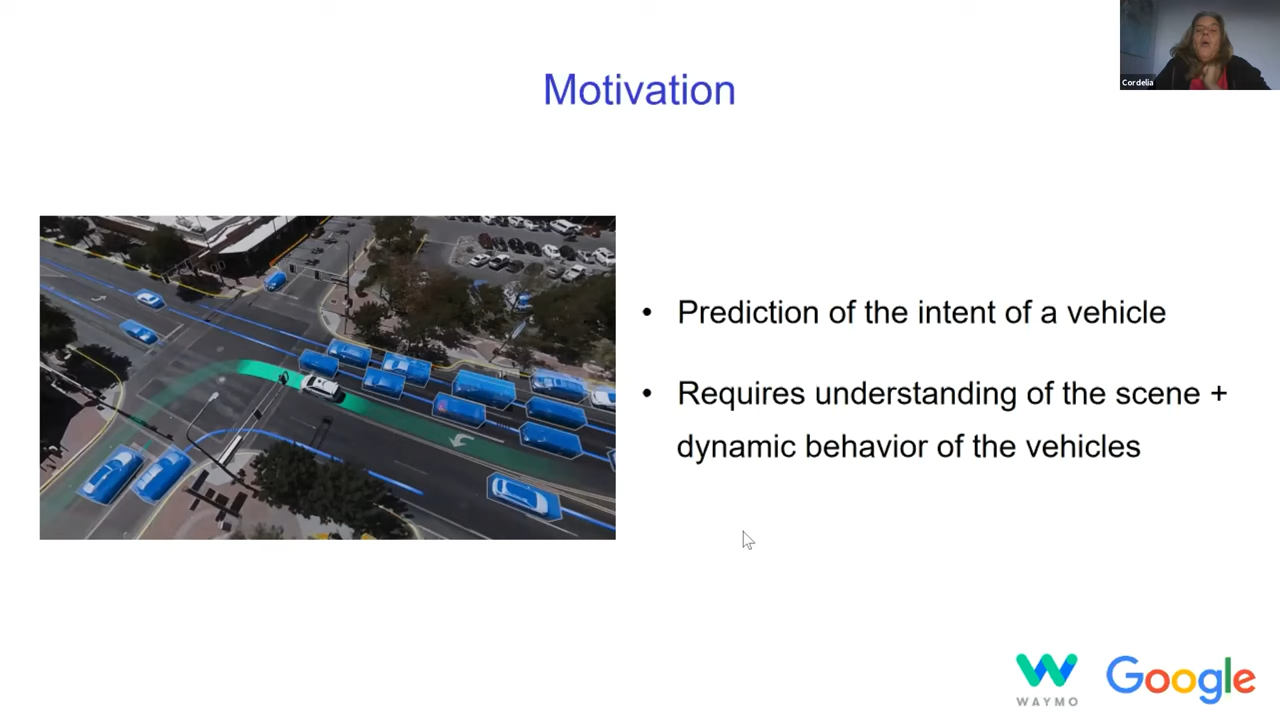 Cordelia
Motivation
• Prediction of the intent of a vehicle
• Requires understanding of the scene +
dynamic behavior of the vehicles
WAYMO
Google